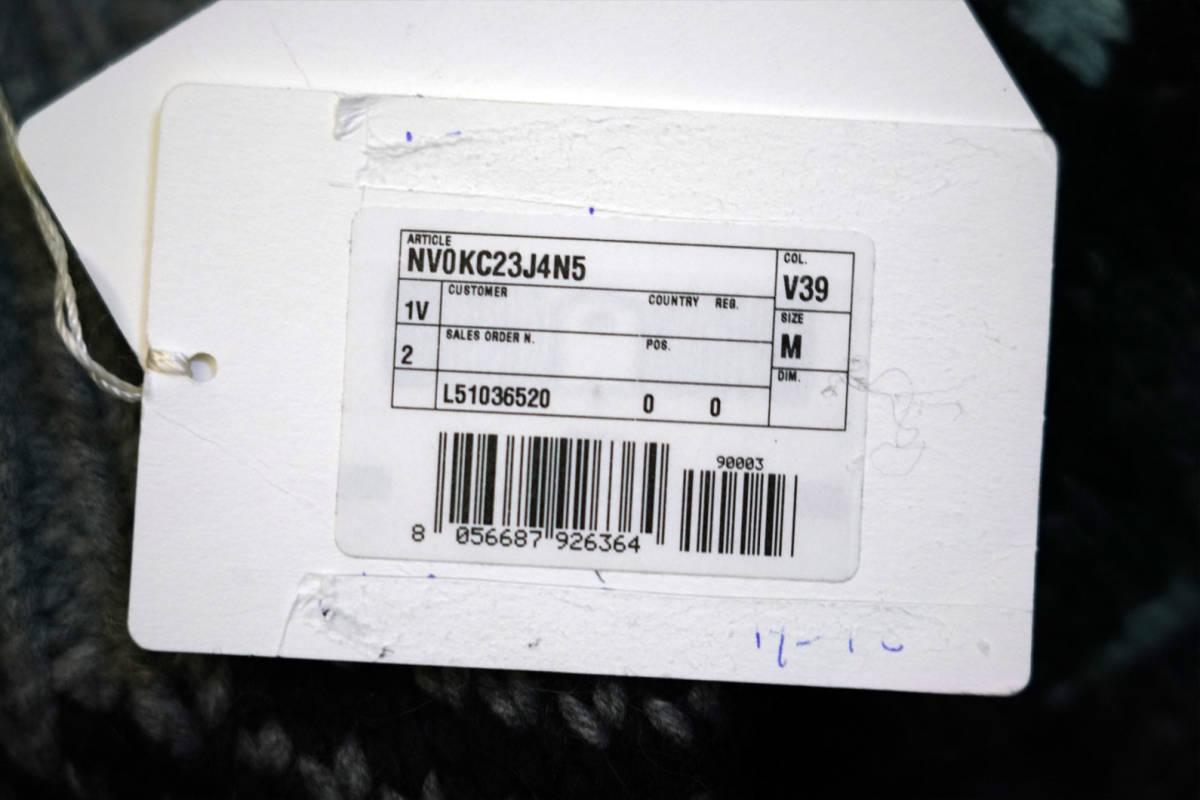 ARTICLE
NV0KC23J4N5
COL.
V39
1V
CUSTOMER COUNTRY REG.
SIZE
M
2
SALES ORDER N. POS.
DIM.
L51036520 0 0
90003
8 056687 926364